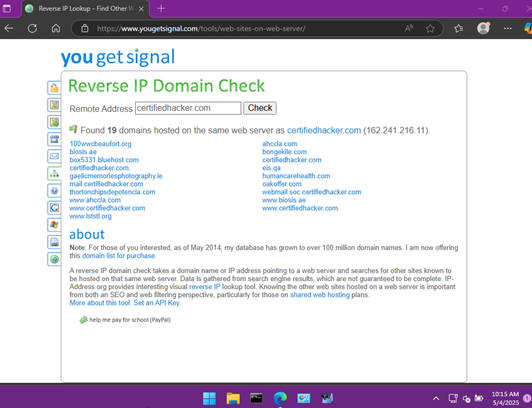 Reverse IP Lookup - Find Other W
https://www.yougetsignal.com/tools/web-sites-on-web-server/
you get signal
Reverse IP Domain Check
Remote Address certifiedhacker.com Check
Found 19 domains hosted on the same web server as certifiedhacker.com (162.241.216.11).
100wwcbeaufort.org
biosis.ae
box5331.bluehost.com
certifiedhacker.com.
gaelicmemoriesphotography.ie
mail.certifiedhacker.com
thortonchipsdepotencia.com
www.ahccla.com
www.certifiedhacker.com
www.lststl.org
ahccla.com
bongekile.com
certifiedhacker.com
eis.qa
humancarehealth.com
oakoffer.com
webmail.soc.certifiedhacker.com
www.biosis.ae
www.certifiedhacker.com.
about
Note: For those of you interested, as of May 2014, my database has grown to over 100 million domain names. I am now offering
this domain list for purchase.
A reverse IP domain check takes a domain name or IP address pointing to a web server and searches for other sites known to
be hosted on that same web server. Data is gathered from search engine results, which are not guaranteed to be complete. IP-
Address.org provides interesting visual reverse IP lookup tool. Knowing the other web sites hosted on a web server is important
from both an SEO and web filtering perspective, particularly for those on shared web hosting plans.
More about this tool. Set an API Key.
help me pay for school (PayPal)
10:15 AM
5/4/2025